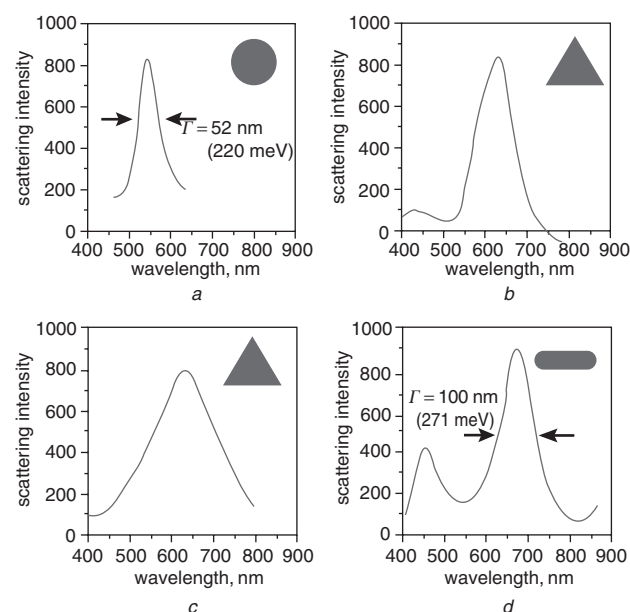 1000
800
600
400
200
0
scattering intensity
Γ = 52 nm
(220 meV)
400 500 600 700 800 900
wavelength, nm
a
1000
800
600
400
200
0
scattering intensity
400 500 600 700 800 900
wavelength, nm
b
1000
800
600
400
200
0
scattering intensity
400 500 600 700 800 900
wavelength, nm
c
1000
800
600
400
200
0
scattering intensity
Γ = 100 nm
(271 meV)
400 500 600 700 800 900
wavelength, nm
d